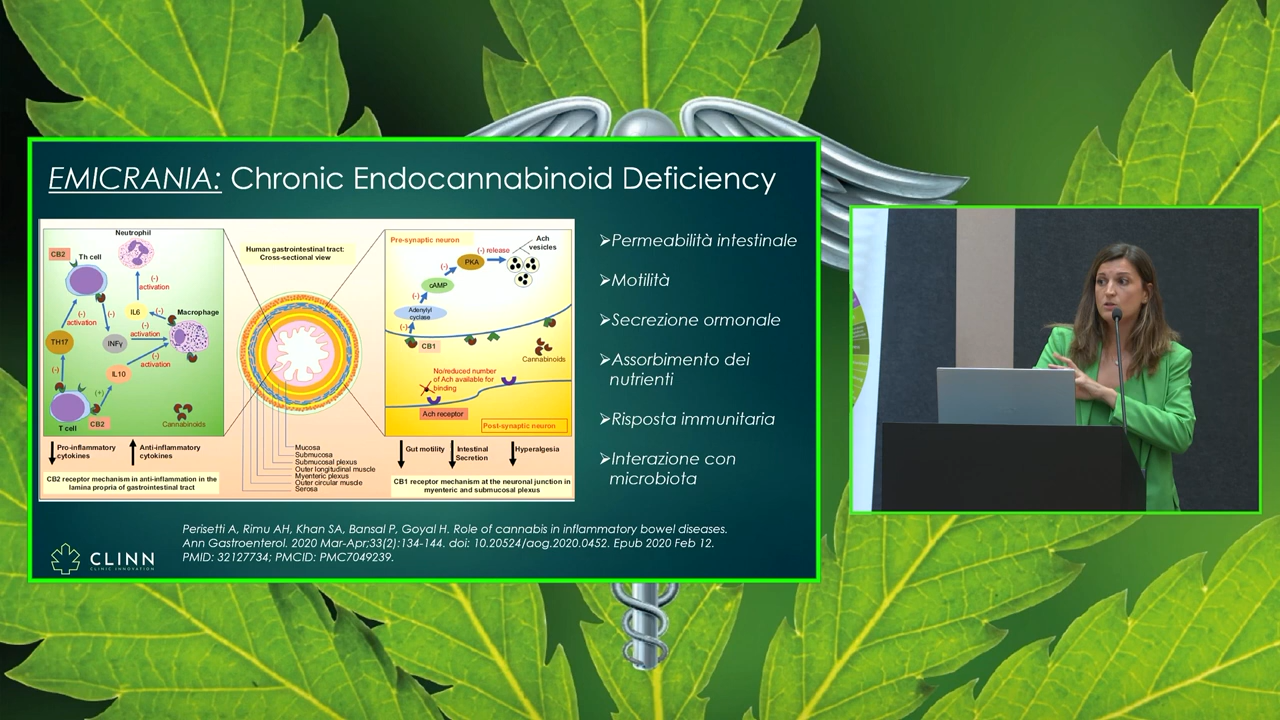 EMICRANIA: Chronic Endocannabinoid Deficiency
Neutrophil
CB2
Th cell
(-)
activation
(-)
activation
(-)
IL6
(-)
activation
Macrophage
TH17
INFγ
(-)
activation
(-)
IL10
(+)
T cell
CB2
Cannabinoids
Pro-inflammatory
cytokines
Anti-inflammatory
cytokines
CB2 receptor mechanism in anti-inflammation in the
lamina propria of gastrointestinal tract
Human gastrointestinal tract:
Cross-sectional view
Mucosa
Submucosa
Submucosal plexus
Outer longitudinal muscle
Myenteric plexus
Outer circular muscle
Serosa
Pre-synaptic neuron
(-) release
Ach
vesicles
PKA
(-)
cAMP
(-)
Adenylyl
cyclase
(-)
CB1
Cannabinoids
No/reduced number
of Ach available for
binding
Ach receptor
Post-synaptic neuron
Gut motility
Intestinal
Secretion
Hyperalgesia
CB1 receptor mechanism at the neuronal junction in
myenteric and submucosal plexus
➢Permeabilità intestinale
➢Motilità
➢Secrezione ormonale
➢Assorbimento dei
nutrienti
➢Risposta immunitaria
➢Interazione con
microbiota
Perisetti A, Rimu AH, Khan SA, Bansal P, Goyal H. Role of cannabis in inflammatory bowel diseases.
Ann Gastroenterol. 2020 Mar-Apr;33(2):134-144. doi: 10.20524/aog.2020.0452. Epub 2020 Feb 12.
PMID: 32127734; PMCID: PMC7049239.
CLINN
CLINIC INNOVATION